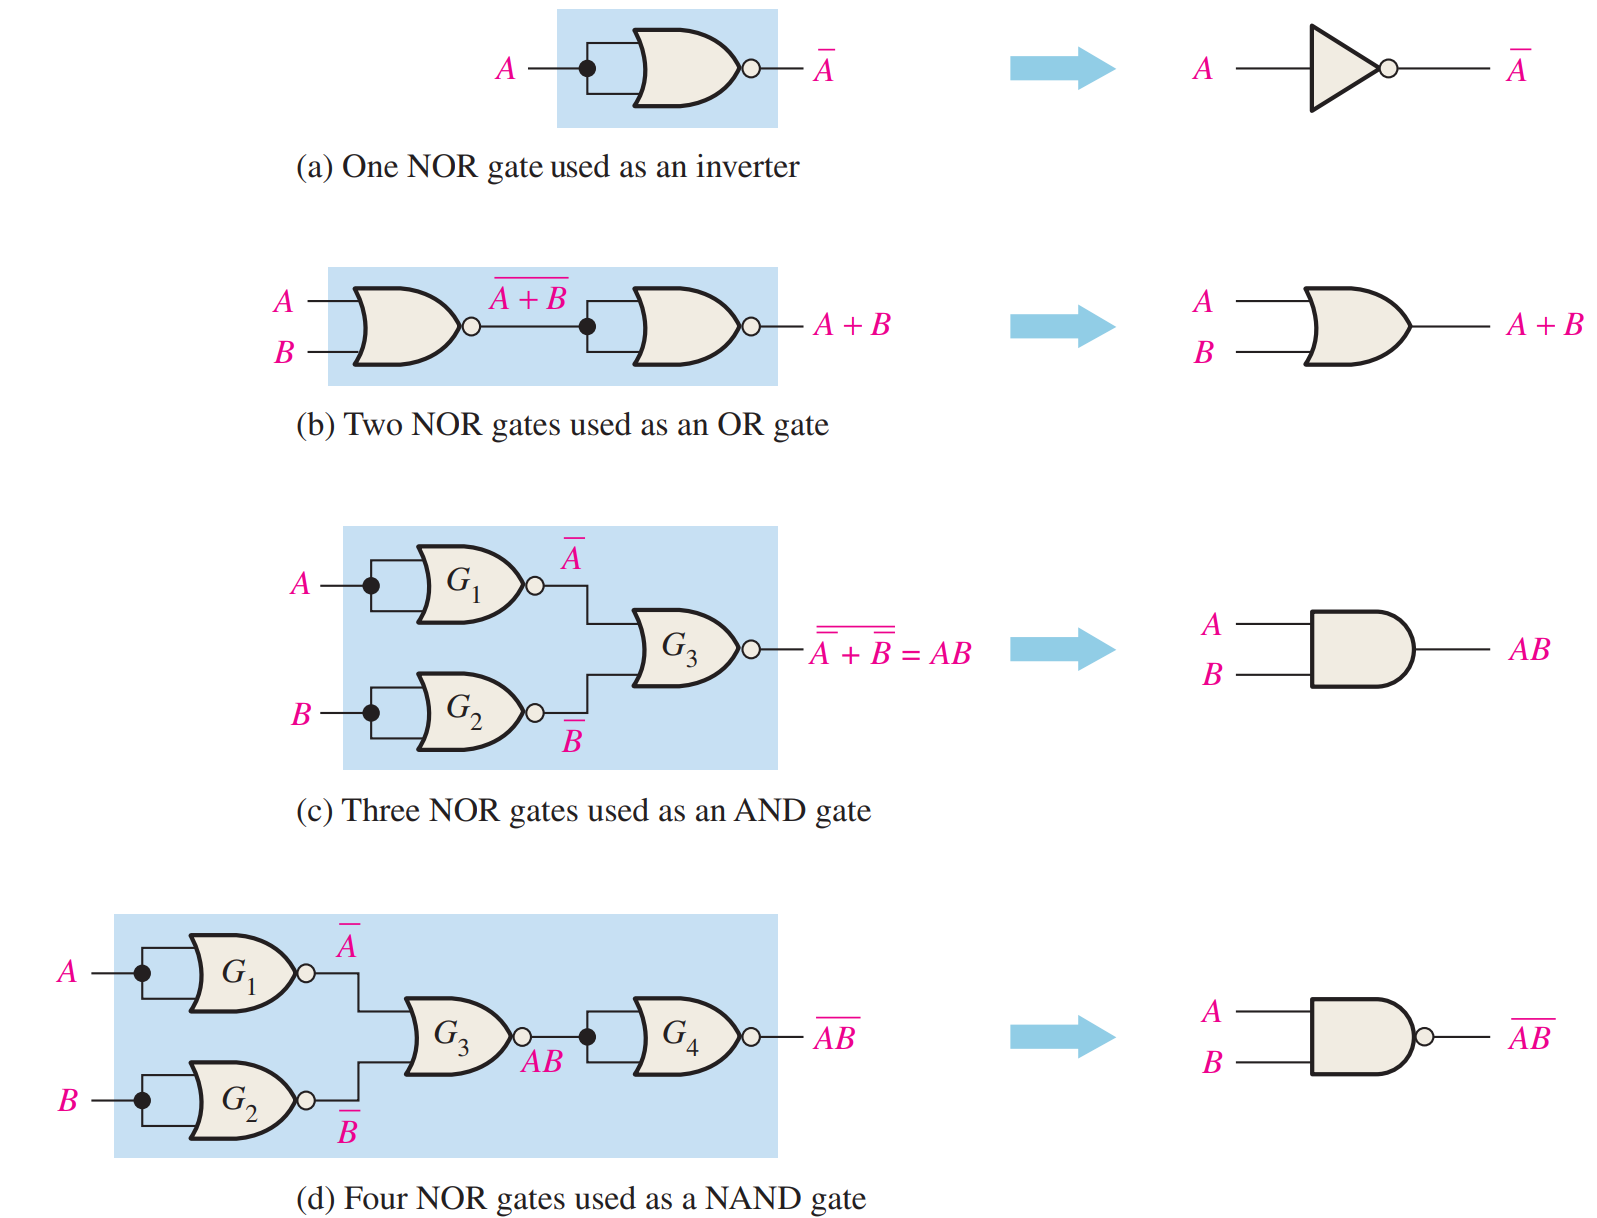 A A̅ A A̅
(a) One NOR gate used as an inverter
A A̅ ̅+̅ ̅B̅ A
B A + B B A + B
(b) Two NOR gates used as an OR gate
A̅
A G₁ A
G₃ A̿ ̅+̅ B̿ = AB AB
B G₂ B
B̅
(c) Three NOR gates used as an AND gate
A̅
A G₁ A
G₃ AB G₄ A̅B̅ A̅B̅
B G₂ B
B̅
(d) Four NOR gates used as a NAND gate